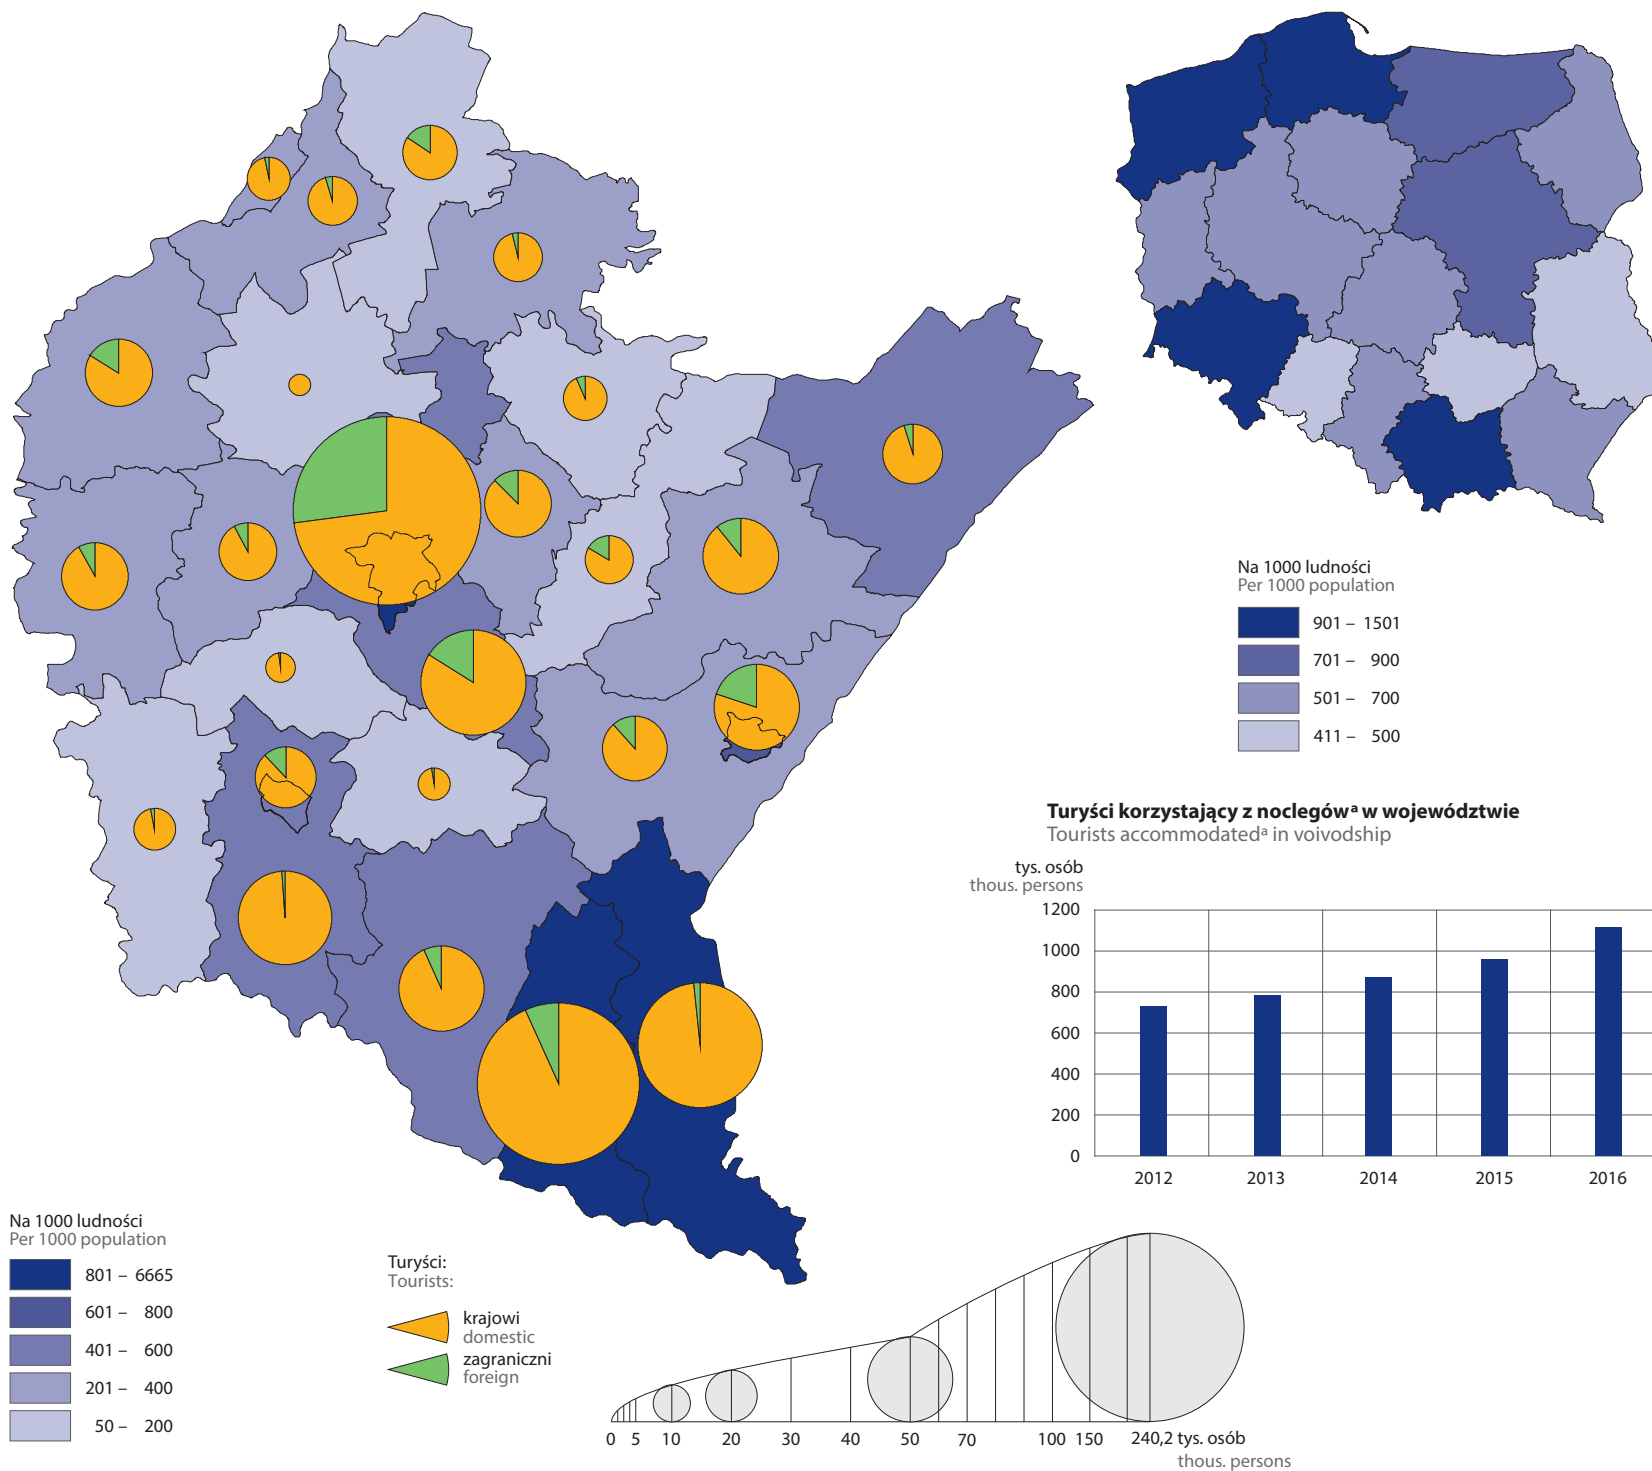 Na 1000 ludności
Per 1000 population
901 – 1501
701 – 900
501 – 700
411 – 500
Turyści korzystający z noclegówᵃ w województwie
Tourists accommodatedᵃ in voivodship
tys. osób
thous. persons
1200
1000
800
600
400
200
0
2012 2013 2014 2015 2016
Na 1000 ludności
Per 1000 population
801 – 6665
601 – 800
401 – 600
201 – 400
50 – 200
Turyści:
Tourists:
krajowi
domestic
zagraniczni
foreign
0 5 10 20 30 40 50 70 100 150 240,2 tys. osób
thous. persons